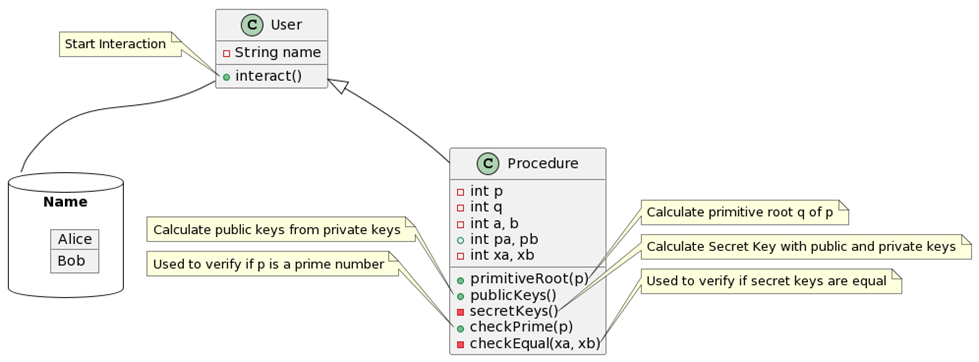 C User
String name
interact()
Start Interaction
Name
Alice
Bob
C Procedure
int p
int q
int a, b
int pa, pb
int xa, xb
primitiveRoot(p)
publicKeys()
secretKeys()
checkPrime(p)
checkEqual(xa, xb)
Calculate public keys from private keys
Used to verify if p is a prime number
Calculate primitive root q of p
Calculate Secret Key with public and private keys
Used to verify if secret keys are equal